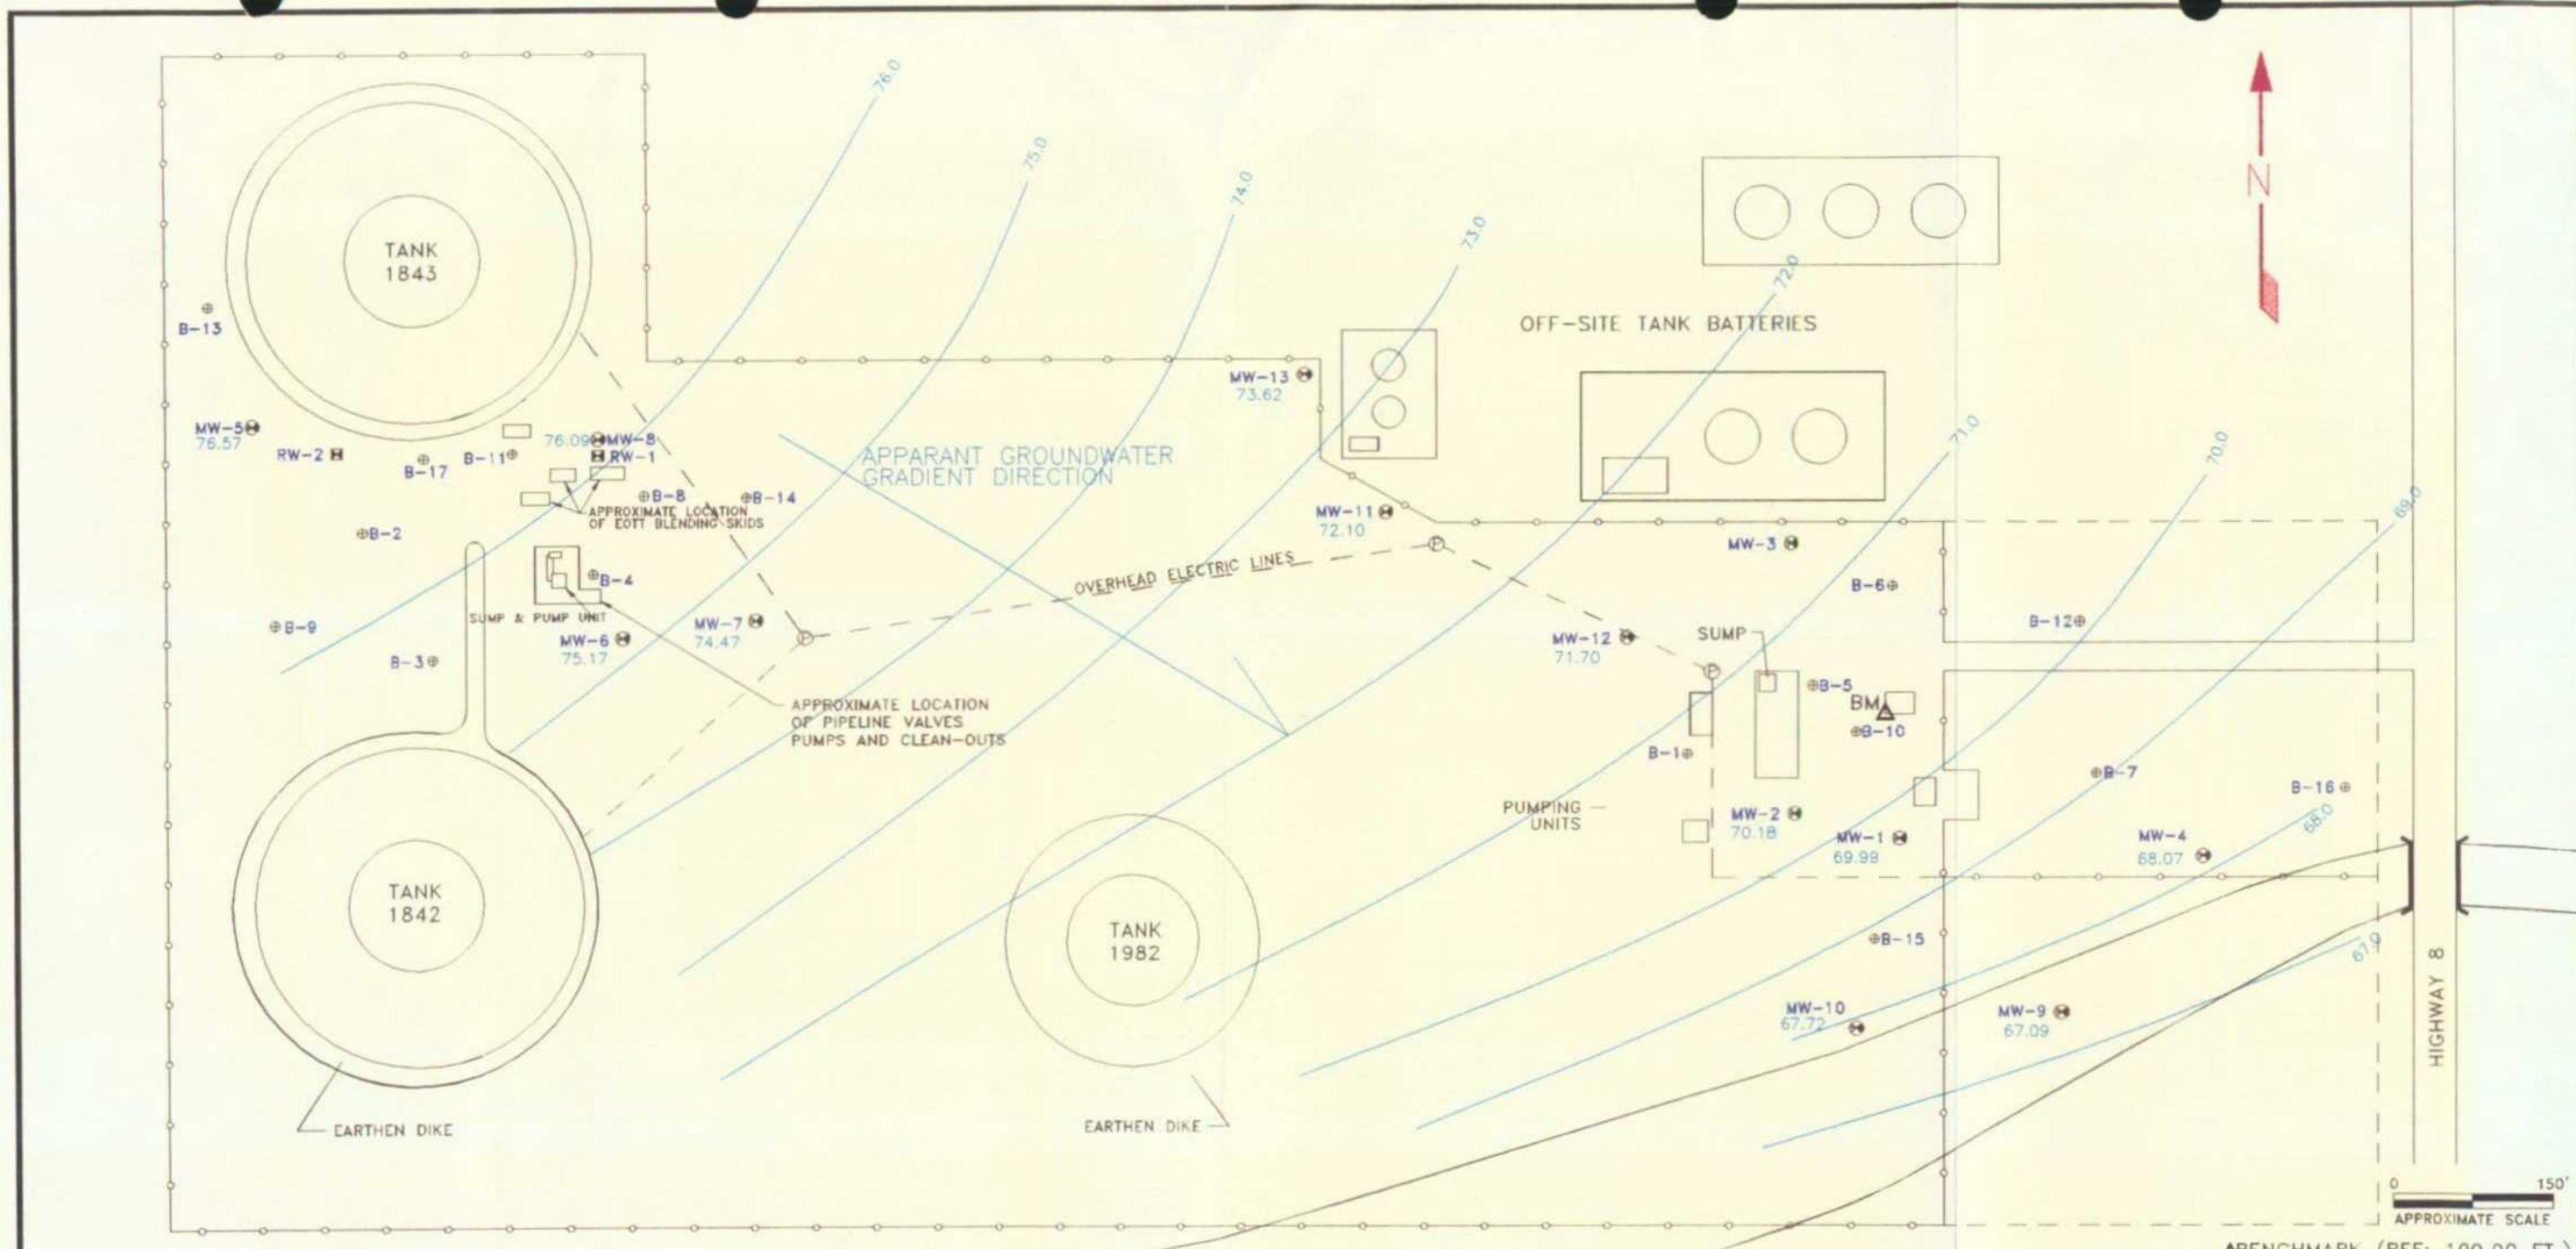 76.0
75.0
74.0
73.0
72.0
71.0
70.0
69.0
68.0
67.0
N
TANK
1843
B-13
MW-5
76.57
RW-2
B-17
B-11
76.09
MW-8
RW-1
B-8
B-14
APPROXIMATE LOCATION
OF EOTT BLENDING SKIDS
B-2
B-4
SUMP & PUMP UNIT
B-9
B-3
MW-6
75.17
MW-7
74.47
APPARANT GROUNDWATER
GRADIENT DIRECTION
MW-13
73.62
OFF-SITE TANK BATTERIES
MW-11
72.10
P
OVERHEAD ELECTRIC LINES
P
MW-3
B-6
B-12
MW-12
71.70
SUMP
P
B-5
BM
B-10
B-1
APPROXIMATE LOCATION
OF PIPELINE VALVES
PUMPS AND CLEAN-OUTS
PUMPING
UNITS
MW-2
70.18
MW-1
69.99
B-7
B-16
MW-4
68.07
TANK
1842
TANK
1982
B-15
MW-10
67.72
MW-9
67.09
HIGHWAY 8
EARTHEN DIKE
EARTHEN DIKE
0 150'
APPROXIMATE SCALE
BENCHMARK (REF: 100.00 FT.)